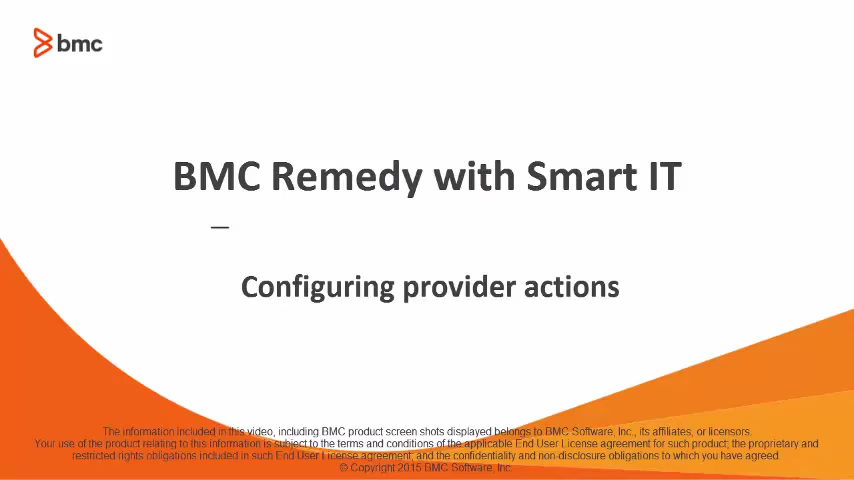 bmc
BMC Remedy with Smart IT
Configuring provider actions
The information included in this video, including BMC product screen shots displayed belongs to BMC Software, Inc., its affiliates, or licensors.
Your use of the product relating to this information is subject to the terms and conditions of the applicable End User License agreement for such product; the proprietary and
restricted rights obligations included in such End User License agreement; and the confidentiality and non-disclosure obligations to which you have agreed.
© Copyright 2015 BMC Software, Inc.